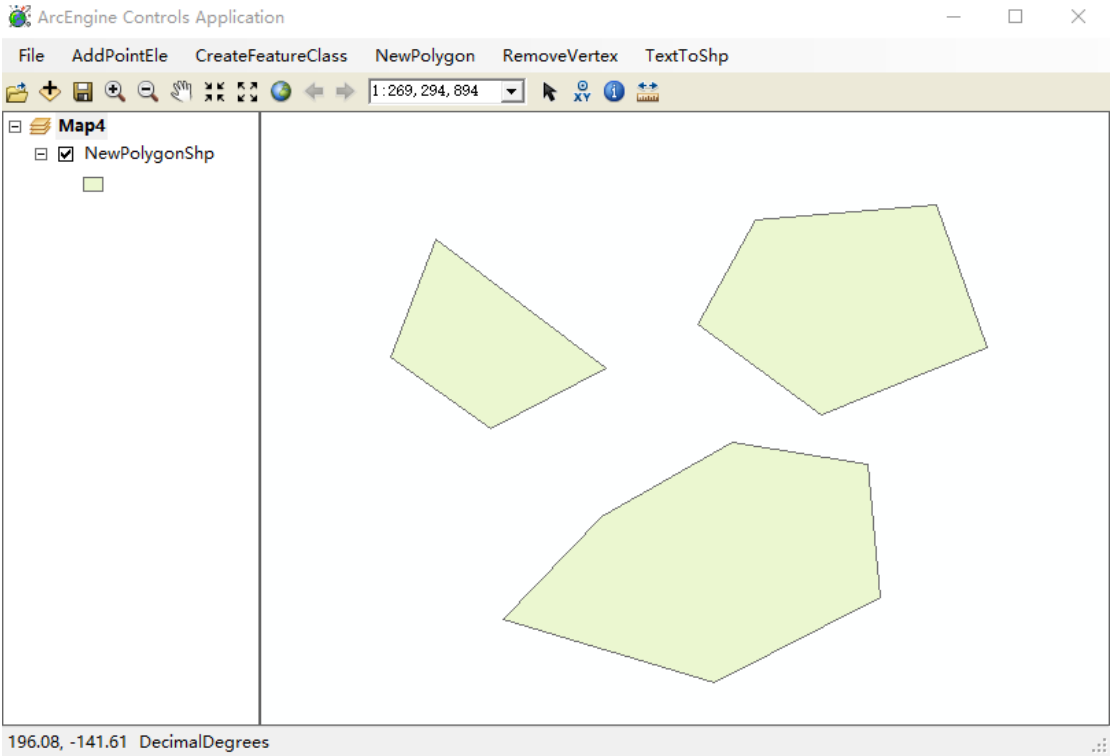 ArcEngine Controls Application
File AddPointEle CreateFeatureClass NewPolygon RemoveVertex TextToShp
1:269,294,894 XY
Map4
NewPolygonShp
196.08, -141.61 DecimalDegrees